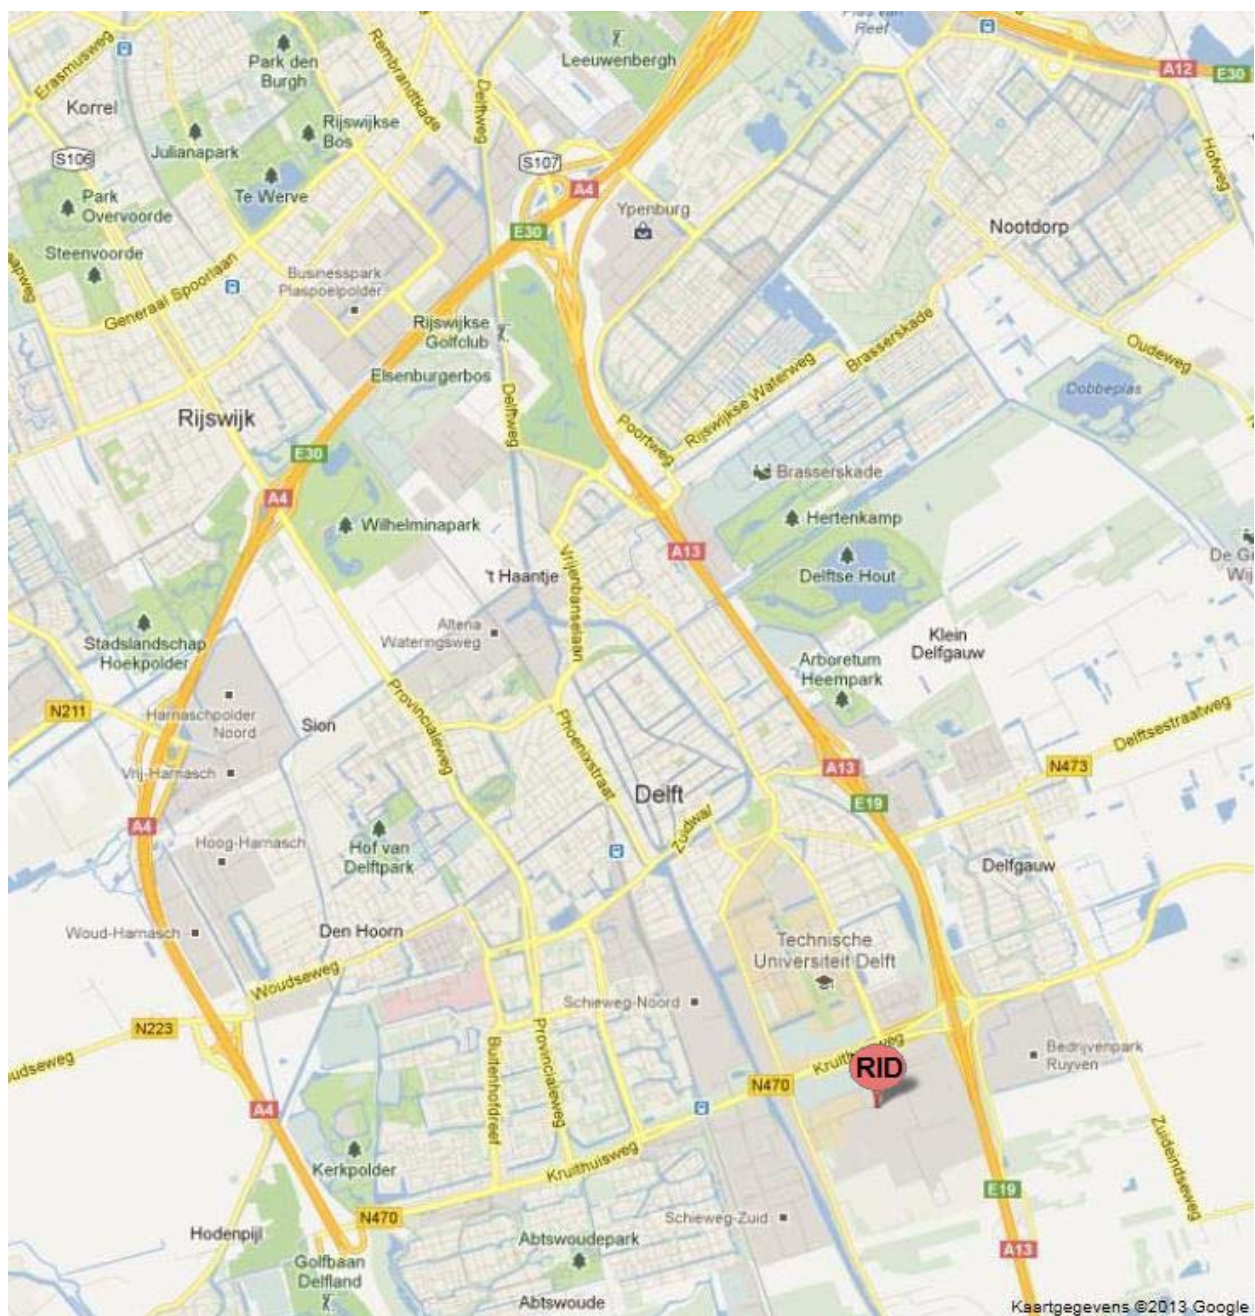 Plas van
Reef
Leeuwenbergh
Park den
Burgh
Erasmusweg
Rembrandtkade
Delftweg
A12
E30
Korrel
Rijswijkse
Bos
Julianapark
S106
S107
Te Werve
A4
Hofweg
Park
Overvoorde
Ypenburg
Nootdorp
E30
Steenvoorde
Generaal Spoorlaan
Businesspark
Plaspoelpolder
Rijswijkse
Golfclub
Elsenburgerbos
Brasserskade
Oudeweg
Dobbeplas
Rijswijkse Waterweg
Delftweg
Poortweg
Rijswijk
E30
Brasserskade
A4
Wilhelminapark
Hertenkamp
A13
't Haantje
Delftse Hout
Vrijenbanselaan
Altena
Wateringsweg
Stadslandschap
Hoekpolder
Klein
Delfgauw
Arboretum
Heempark
N211
Harnaschpolder
Noord
Sion
Provincialeweg
Phoenixstraat
Delftsestraatweg
Vrij-Harnasch
A13
N473
Delft
E19
A4
Hoog-Harnasch
Hof van
Delftpark
Zuidwal
Delfgauw
Woud-Harnasch
Den Hoorn
Technische
Universiteit Delft
Woudseweg
Schieweg-Noord
N223
Buitenhofdreef
Provincialeweg
Bedrijvenpark
Ruyven
RID
N470
A4
Kerkpolder
Kruithuisweg
Zuideindseweg
E19
N470
Schieweg-Zuid
Hodenpijl
Abtswoudepark
A13
Golfbaan
Delfland
Abtswoude
Kaartgegevens ©2013 Google